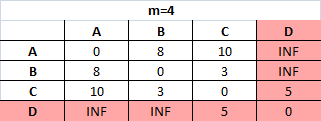 m=4
A B C D
A 0 8 10 INF
B 8 0 3 INF
C 10 3 0 5
D INF INF 5 0